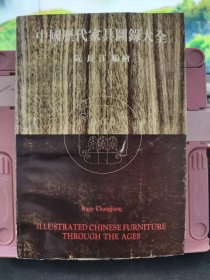 中國歷代家具圖錄大全
阮長江 編繪
Ruan Changjiang
ILLUSTRATED CHINESE FURNITURE
THROUGH THE AGES